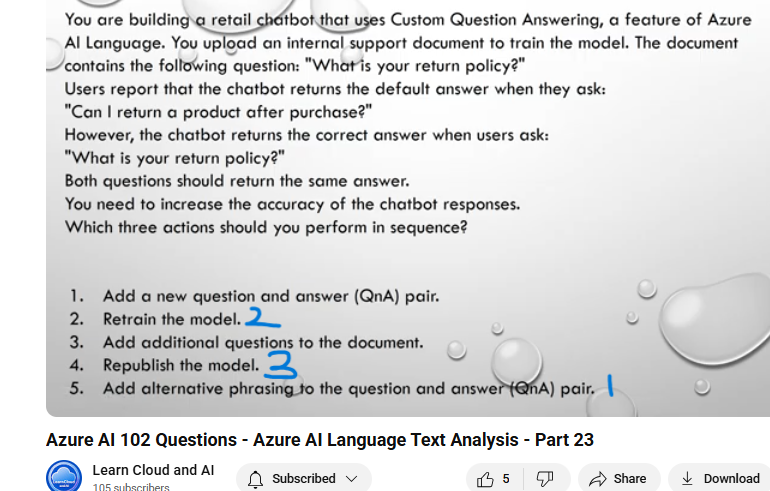 You are building a retail chatbot that uses Custom Question Answering, a feature of Azure
AI Language. You upload an internal support document to train the model. The document
contains the following question: "What is your return policy?"
Users report that the chatbot returns the default answer when they ask:
"Can I return a product after purchase?"
However, the chatbot returns the correct answer when users ask:
"What is your return policy?"
Both questions should return the same answer.
You need to increase the accuracy of the chatbot responses.
Which three actions should you perform in sequence?
1. Add a new question and answer (QnA) pair.
2. Retrain the model. 2
3. Add additional questions to the document.
4. Republish the model. 3
5. Add alternative phrasing to the question and answer (QnA) pair. 1
Azure AI 102 Questions - Azure AI Language Text Analysis - Part 23
Learn Cloud and AI
105 subscribers
Subscribed
5
Share
Download